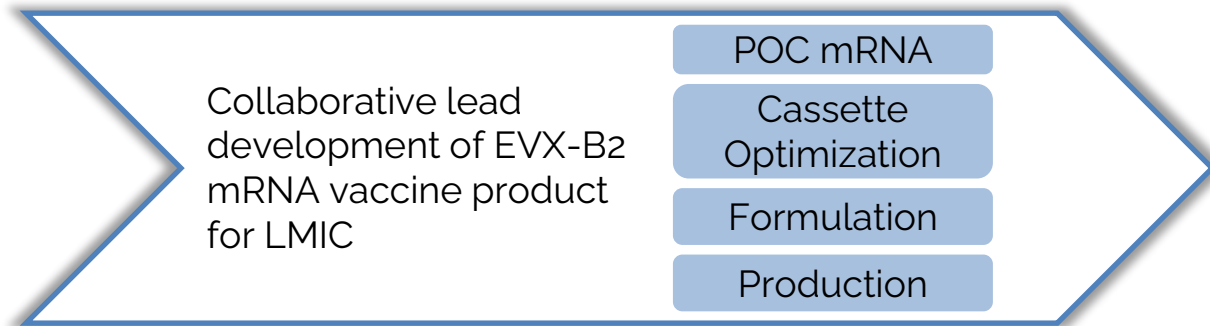 Collaborative lead
development of EVX-B2
mRNA vaccine product
for LMIC
POC mRNA
Cassette
Optimization
Formulation
Production